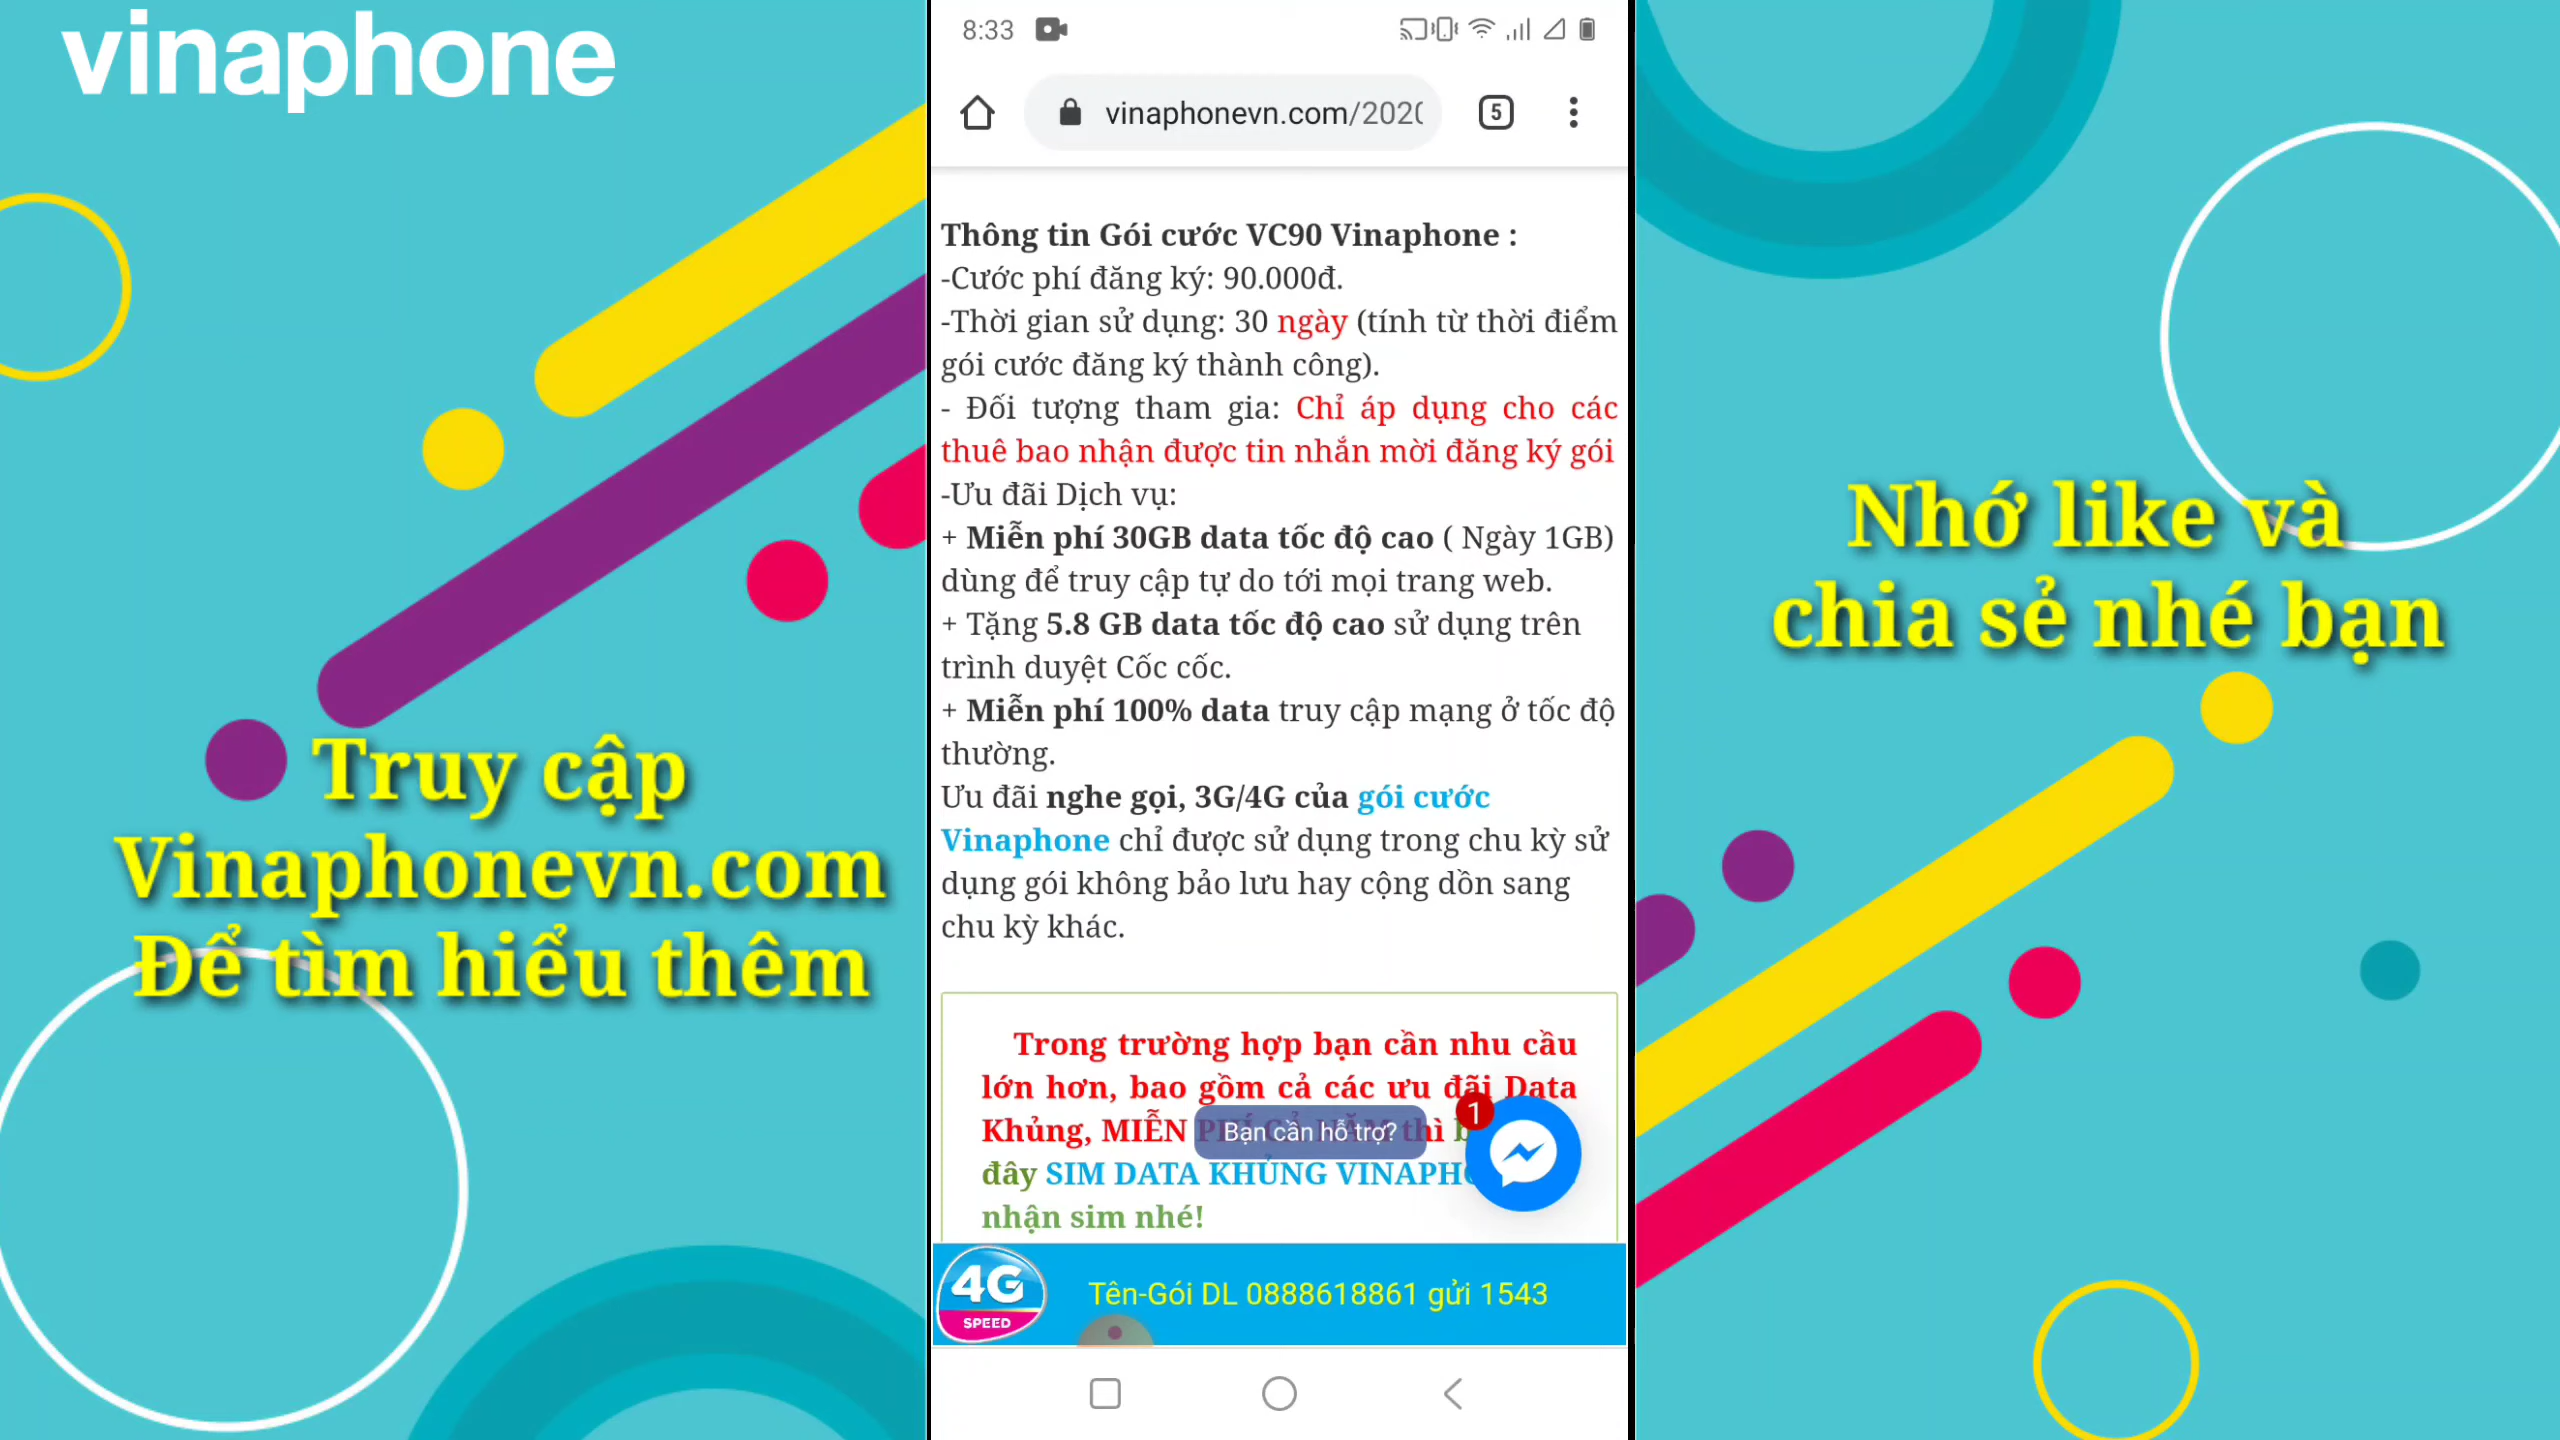 vinaphone
Truy cập
Vinaphonevn.com
Để tìm hiểu thêm
8:33
vinaphonevn.com/202
5
Thông tin Gói cước VC90 Vinaphone :
-Cước phí đăng ký: 90.000đ.
-Thời gian sử dụng: 30 ngày (tính từ thời điểm
gói cước đăng ký thành công).
- Đối tượng tham gia: Chỉ áp dụng cho các
thuê bao nhận được tin nhắn mời đăng ký gói
-Ưu đãi Dịch vụ:
+ Miễn phí 30GB data tốc độ cao ( Ngày 1GB)
dùng để truy cập tự do tới mọi trang web.
+ Tặng 5.8 GB data tốc độ cao sử dụng trên
trình duyệt Cốc cốc.
+ Miễn phí 100% data truy cập mạng ở tốc độ
thường.
Ưu đãi nghe gọi, 3G/4G của gói cước
Vinaphone chỉ được sử dụng trong chu kỳ sử
dụng gói không bảo lưu hay cộng dồn sang
chu kỳ khác.
Trong trường hợp bạn cần nhu cầu
lớn hơn, bao gồm cả các ưu đãi Data
Khủng, MIỄN PHÍ CẢ NĂM thì
Bạn cần hỗ trợ?
1
đây SIM DATA KHỦNG
nhận sim nhé!
4G
SPEED
Tên-Gói DL 0888618861 gửi 1543
Nhớ like và
chia sẻ nhé bạn